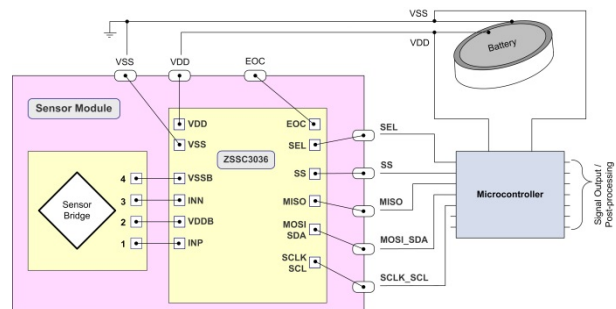 VSS
VDD
Battery
VSS
VDD
EOC
Sensor Module
ZSSC3036
VDD
VSS
VSSB
INN
VDDB
INP
EOC
SEL
SS
MISO
MOSI
SDA
SCLK
SCL
Sensor
Bridge
4
3
2
1
SEL
SS
MISO
MOSI_SDA
SCLK_SCL
Microcontroller
Signal Output /
Post-processing